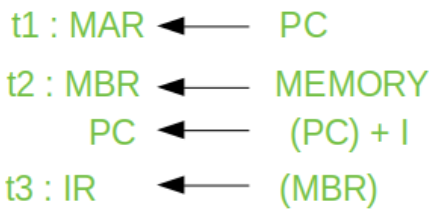 t1 : MAR ← PC
t2 : MBR ← MEMORY
PC ← (PC) + I
t3 : IR ← (MBR)